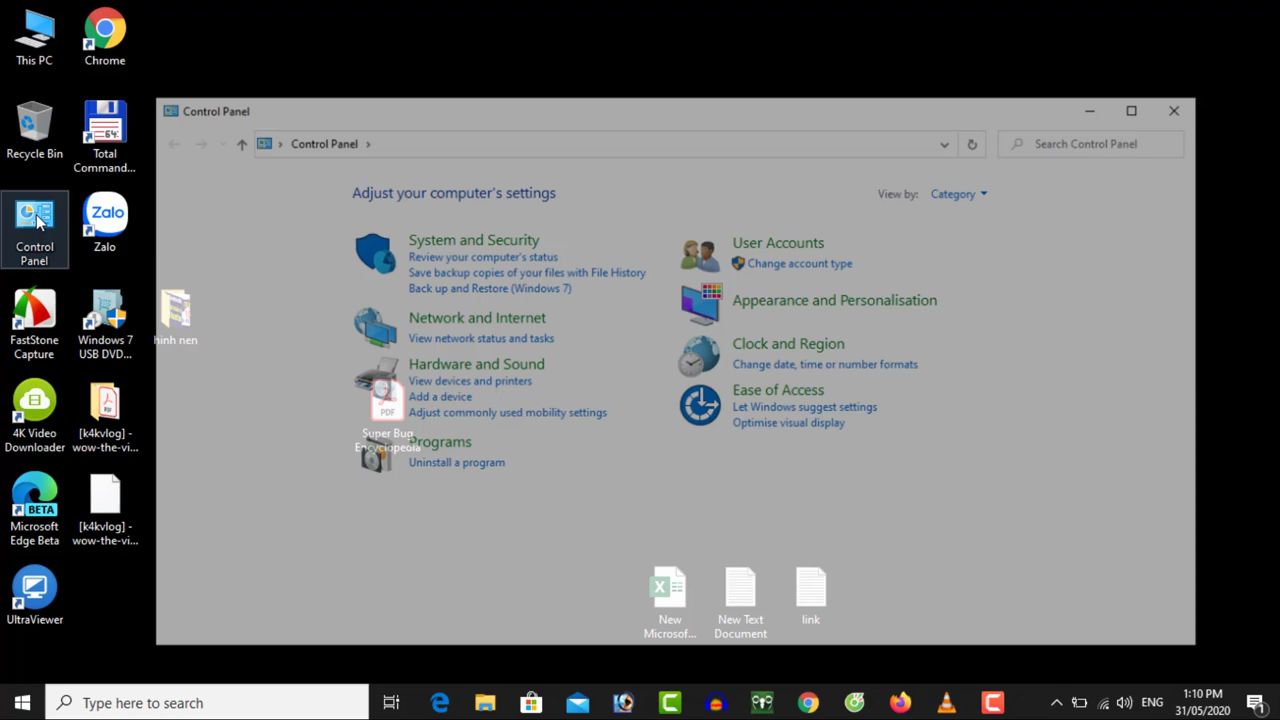 This PC
Chrome
Recycle Bin
64
Total
Command...
Control
Panel
Zalo
Zalo
FastStone
Capture
Windows 7
USB DVD...
hinh nen
4K Video
Downloader
[k4kvlog] -
wow-the-vi...
BETA
Microsoft
Edge Beta
[k4kvlog] -
wow-the-vi...
UltraViewer
Control Panel
Control Panel
Search Control Panel
Adjust your computer's settings
View by:
Category
System and Security
Review your computer's status
Save backup copies of your files with File History
Back up and Restore (Windows 7)
Network and Internet
View network status and tasks
Hardware and Sound
View devices and printers
Add a device
Adjust commonly used mobility settings
PDF
Super Bug
Encyclopedia
Programs
Uninstall a program
User Accounts
Change account type
Appearance and Personalisation
Clock and Region
Change date, time or number formats
Ease of Access
Let Windows suggest settings
Optimise visual display
New
Microsof...
New Text
Document
link
Type here to search
ENG
1:10 PM
31/05/2020
1